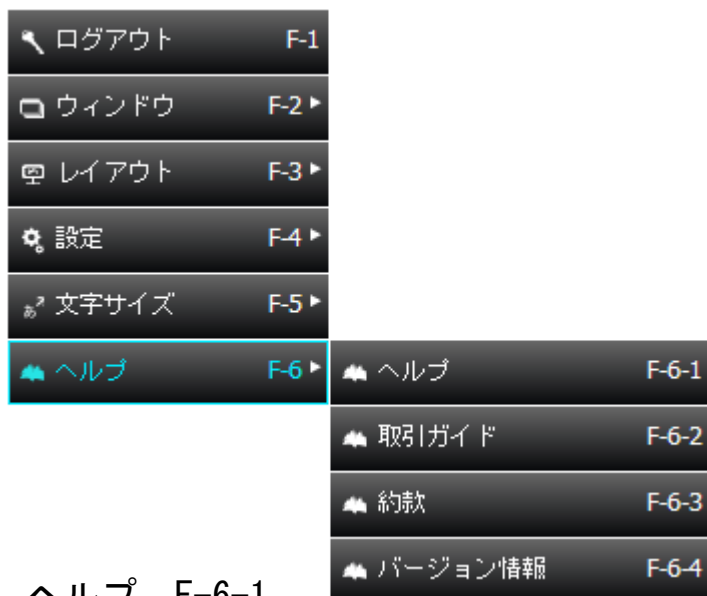 ログアウト F-1
ウィンドウ F-2
レイアウト F-3
設定 F-4
文字サイズ F-5
ヘルプ F-6
ヘルプ F-6-1
取引ガイド F-6-2
約款 F-6-3
バージョン情報 F-6-4
ヘルプ F-6-1